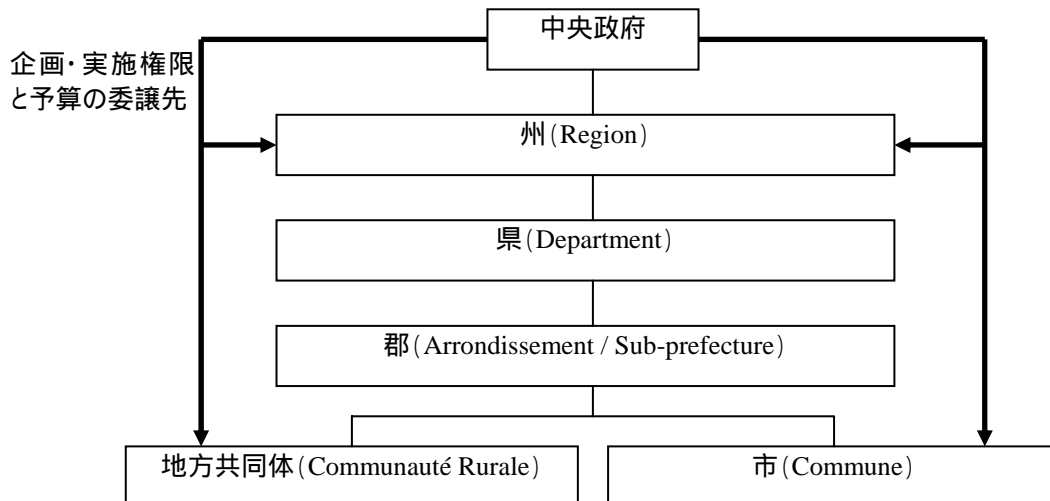 中央政府
企画・実施権限
と予算の委譲先
州(Region)
県(Department)
郡(Arrondissement / Sub-prefecture)
地方共同体(Communauté Rurale)
市(Commune)